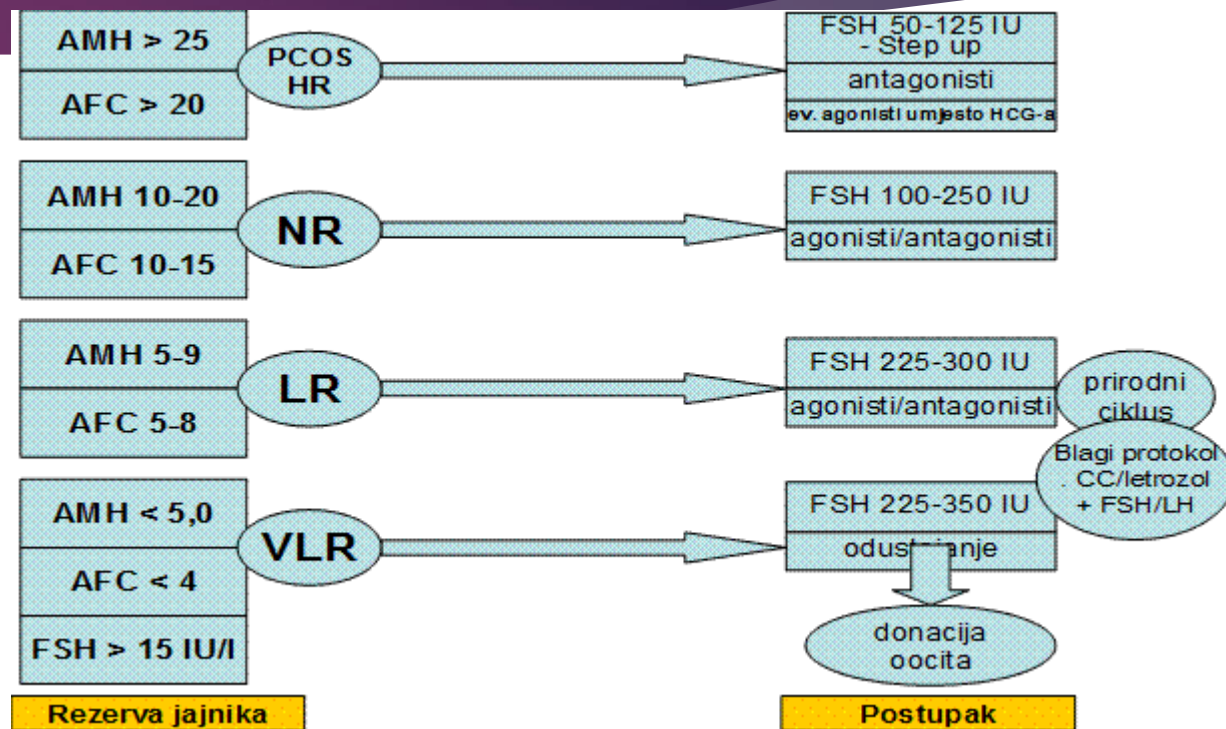 AMH > 25
AFC > 20
PCOS
HR
FSH 50-125 IU
- Step up
antagonisti
ev. agonisti umjesto HCG-a
AMH 10-20
AFC 10-15
NR
FSH 100-250 IU
agonisti/antagonisti
AMH 5-9
AFC 5-8
LR
FSH 225-300 IU
agonisti/antagonisti
prirodni
ciklus
Blagi protokol
. CC/letrozol
+ FSH/LH
AMH < 5,0
AFC < 4
FSH > 15 IU/l
VLR
FSH 225-350 IU
odustajanje
donacija
oocita
Rezerva jajnika
Postupak